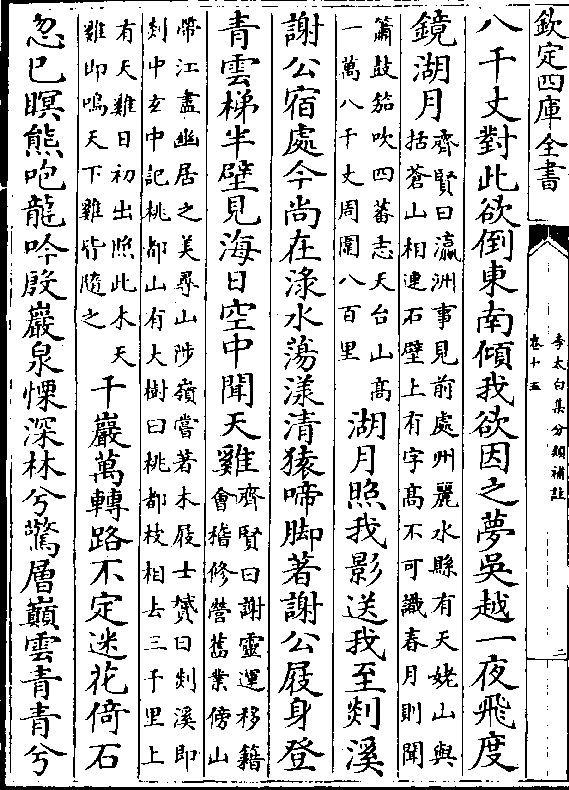 欽定四庫全書
李太白集分類補註
卷十五
二
八千丈對此欲倒東南傾我欲因之夢吳越一夜飛度
鏡湖月
齊賢曰瀛洲事見前處州麗水縣有天姥山與
括蒼山相連石壁上有字髙不可識春月則聞
簫鼓笳吹四蕃志天台山髙
一萬八千丈周圍八百里
湖月照我影送我至剡溪
謝公宿處今尚在渌水蕩漾清猿啼脚著謝公屐身登
青雲梯半壁見海日空中聞天雞
齊賢曰謝靈運移籍
㑹稽修營舊業傍山
帶江盡幽居之美尋山陟嶺嘗著木屐士贇曰剡溪即
剡中玄中記桃都山有大樹曰桃都枝相去三千里上
有天雞日初出照此木天
雞即鳴天下雞皆隨之
千巖萬轉路不定迷花倚石
忽已暝熊咆龍吟殷巖泉慄深林兮驚層巔雲青青兮